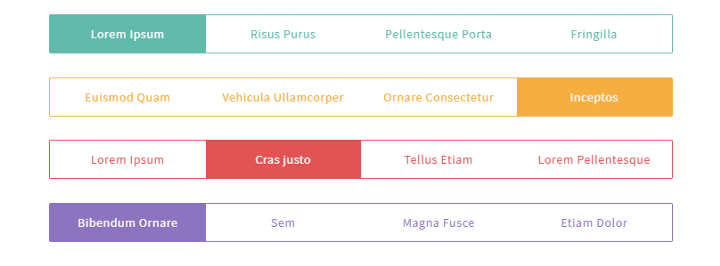 Lorem Ipsum Risus Purus Pellentesque Porta Fringilla
Euismod Quam Vehicula Ullamcorper Ornare Consectetur Inceptos
Lorem Ipsum Cras justo Tellus Etiam Lorem Pellentesque
Bibendum Ornare Sem Magna Fusce Etiam Dolor